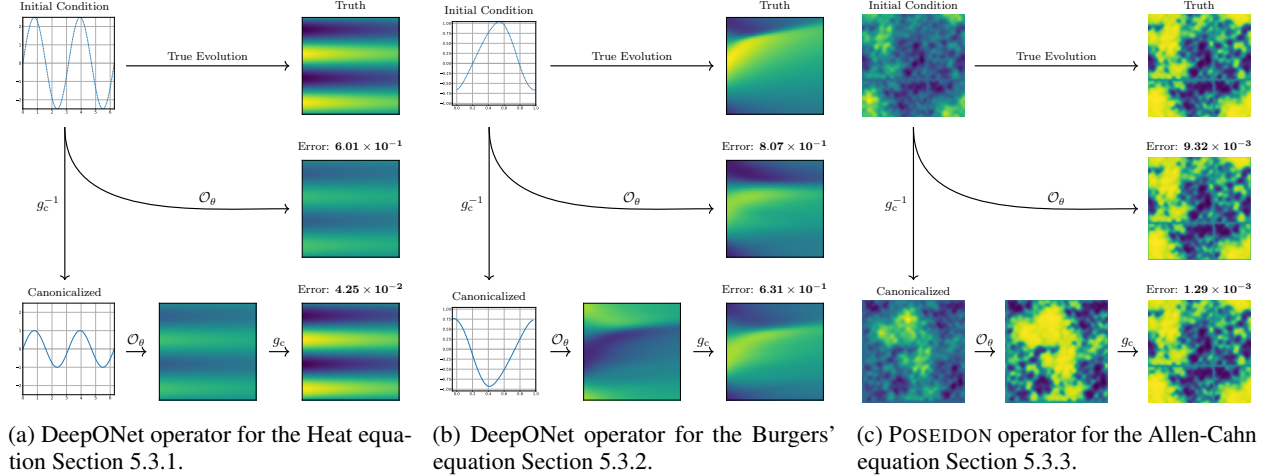 Initial Condition
Truth
True Evolution
Error: 6.01 × 10⁻¹
𝒪_θ
g_c⁻¹
Canonicalized
𝒪_θ
g_c
Error: 4.25 × 10⁻²
(a) DeepONet operator for the Heat equa-
tion Section 5.3.1.
Initial Condition
Truth
True Evolution
Error: 8.07 × 10⁻¹
𝒪_θ
g_c⁻¹
Canonicalized
𝒪_θ
g_c
Error: 6.31 × 10⁻¹
(b) DeepONet operator for the Burgers'
equation Section 5.3.2.
Initial Condition
Truth
True Evolution
Error: 9.32 × 10⁻³
𝒪_θ
g_c⁻¹
Canonicalized
𝒪_θ
g_c
Error: 1.29 × 10⁻³
(c) POSEIDON operator for the Allen-Cahn
equation Section 5.3.3.